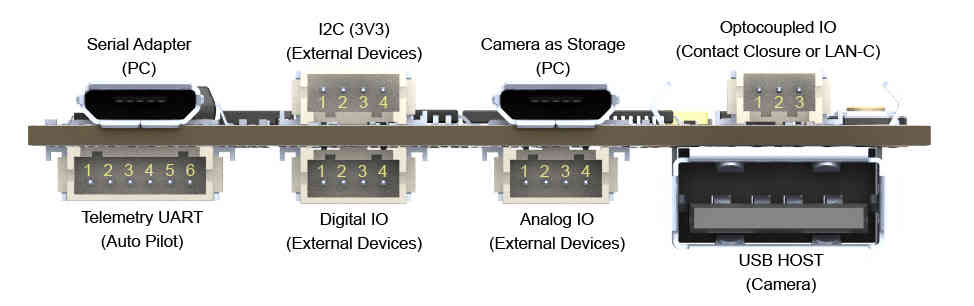 Serial Adapter
(PC)
I2C (3V3)
(External Devices)
Camera as Storage
(PC)
Optocoupled IO
(Contact Closure or LAN-C)
1 2 3 4
1 2 3
1 2 3 4 5 6
1 2 3 4
1 2 3 4
Telemetry UART
(Auto Pilot)
Digital IO
(External Devices)
Analog IO
(External Devices)
USB HOST
(Camera)